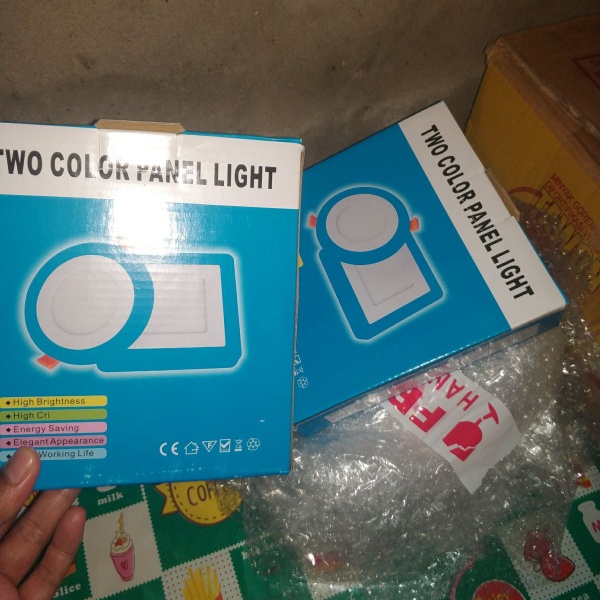 TWO COLOR PANEL LIGHT
High Brightness
High Cri
Energy Saving
Elegant Appearance
Working Life
CE
TWO COLOR PANEL LIGHT
milk